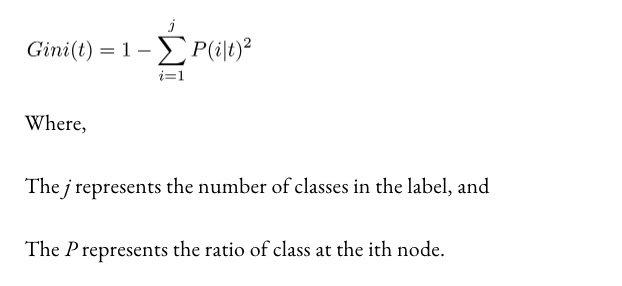 Gini(t) = 1 − \sum_{i=1}^{j} P(i|t)^2
Where,
The j represents the number of classes in the label, and
The P represents the ratio of class at the ith node.